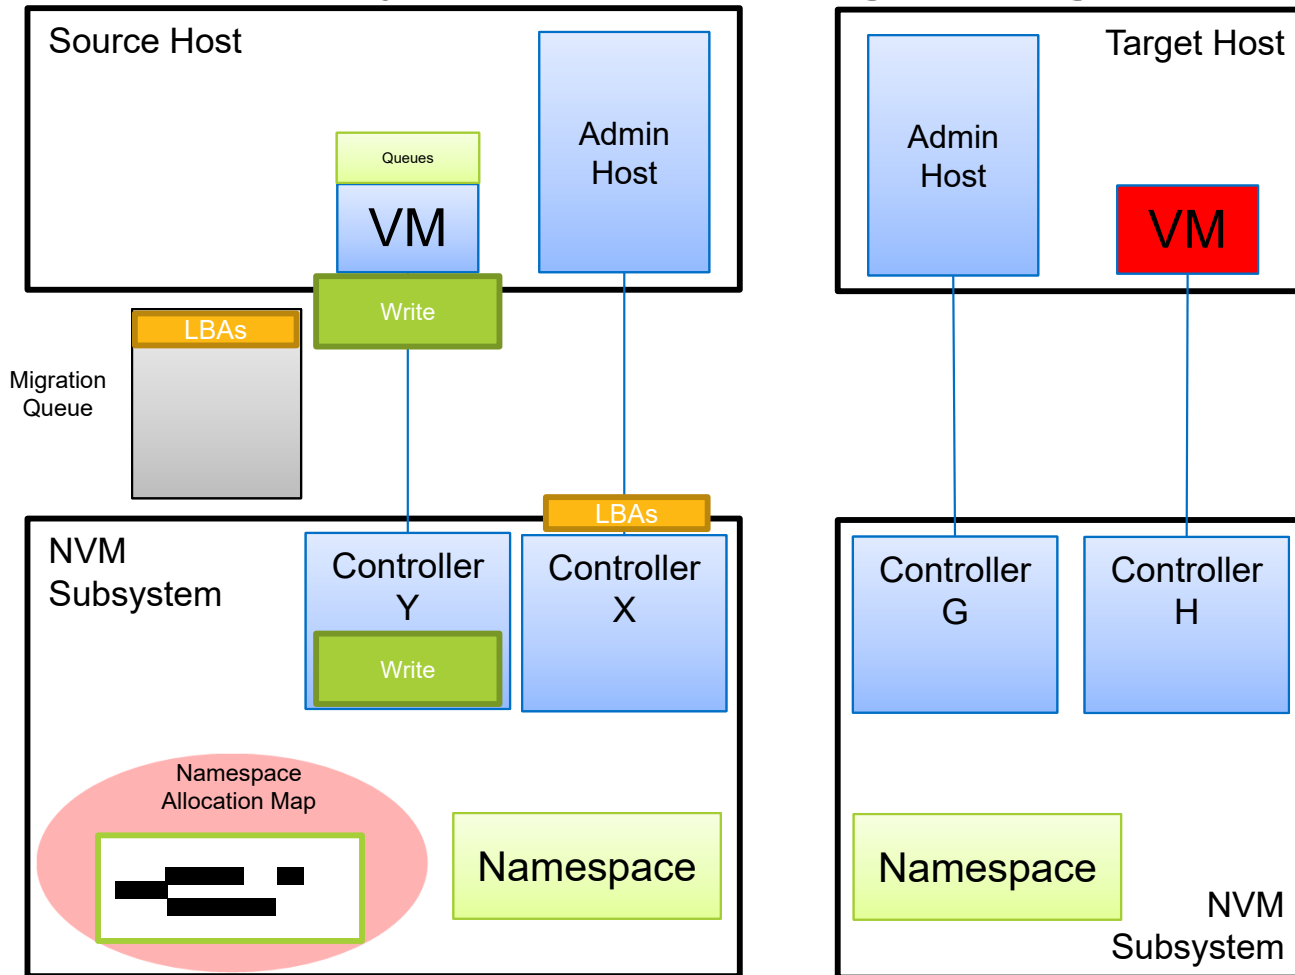 Source Host
Queues
VM
Admin
Host
Write
LBAs
Migration
Queue
LBAs
NVM
Subsystem
Controller
Y
Write
Controller
X
Namespace
Allocation Map
Namespace
Target Host
Admin
Host
VM
Controller
G
Controller
H
Namespace
NVM
Subsystem